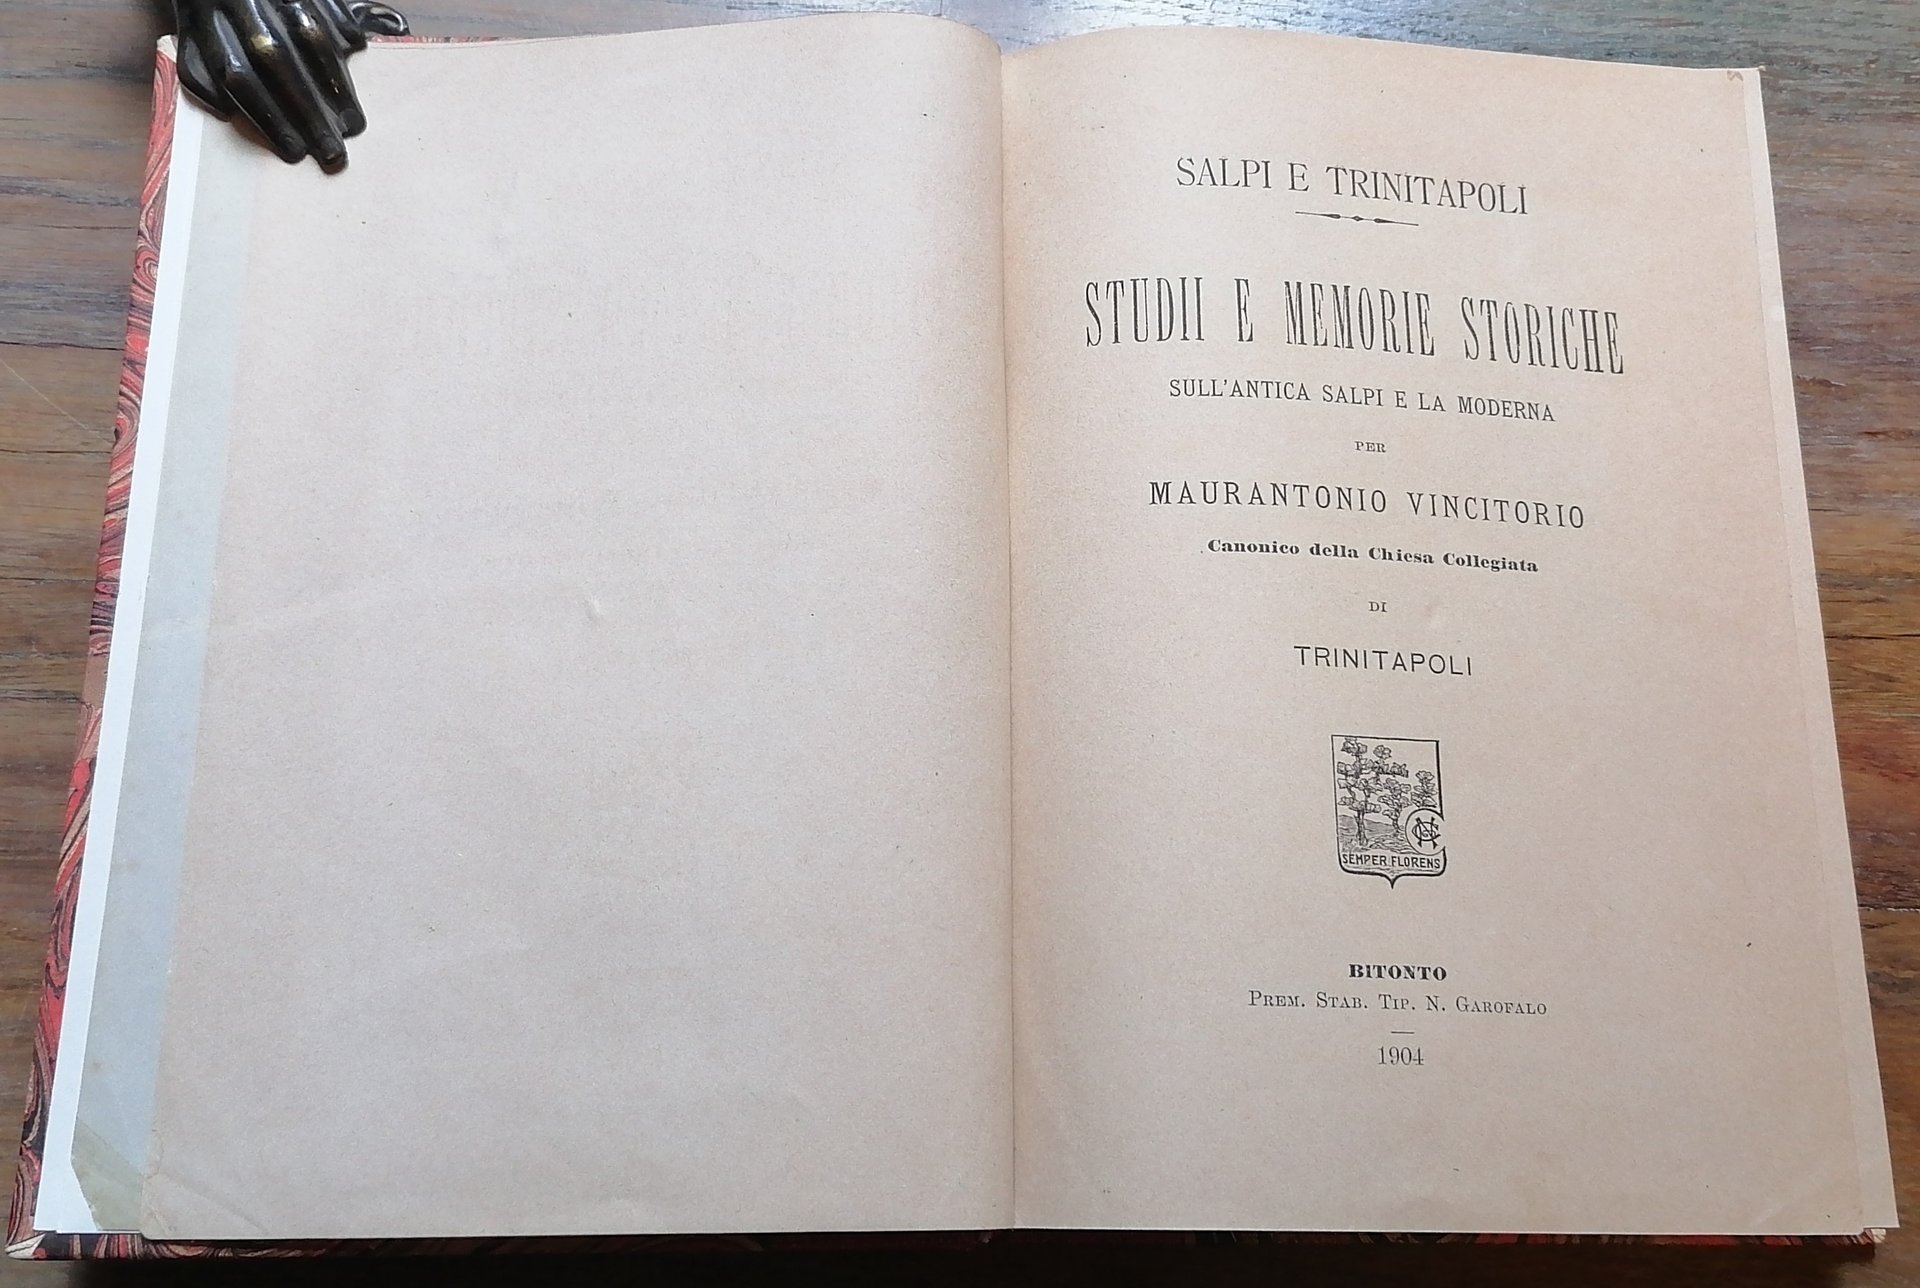 SALPI E TRINITAPOLI
STUDII E MEMORIE STORICHE
SULL'ANTICA SALPI E LA MODERNA
PER
MAURANTONIO VINCITORIO
Canonico della Chiesa Collegiata
DI
TRINITAPOLI
SEMPER FLORENS
BITONTO
PREM. STAB. TIP. N. GAROFALO
1904